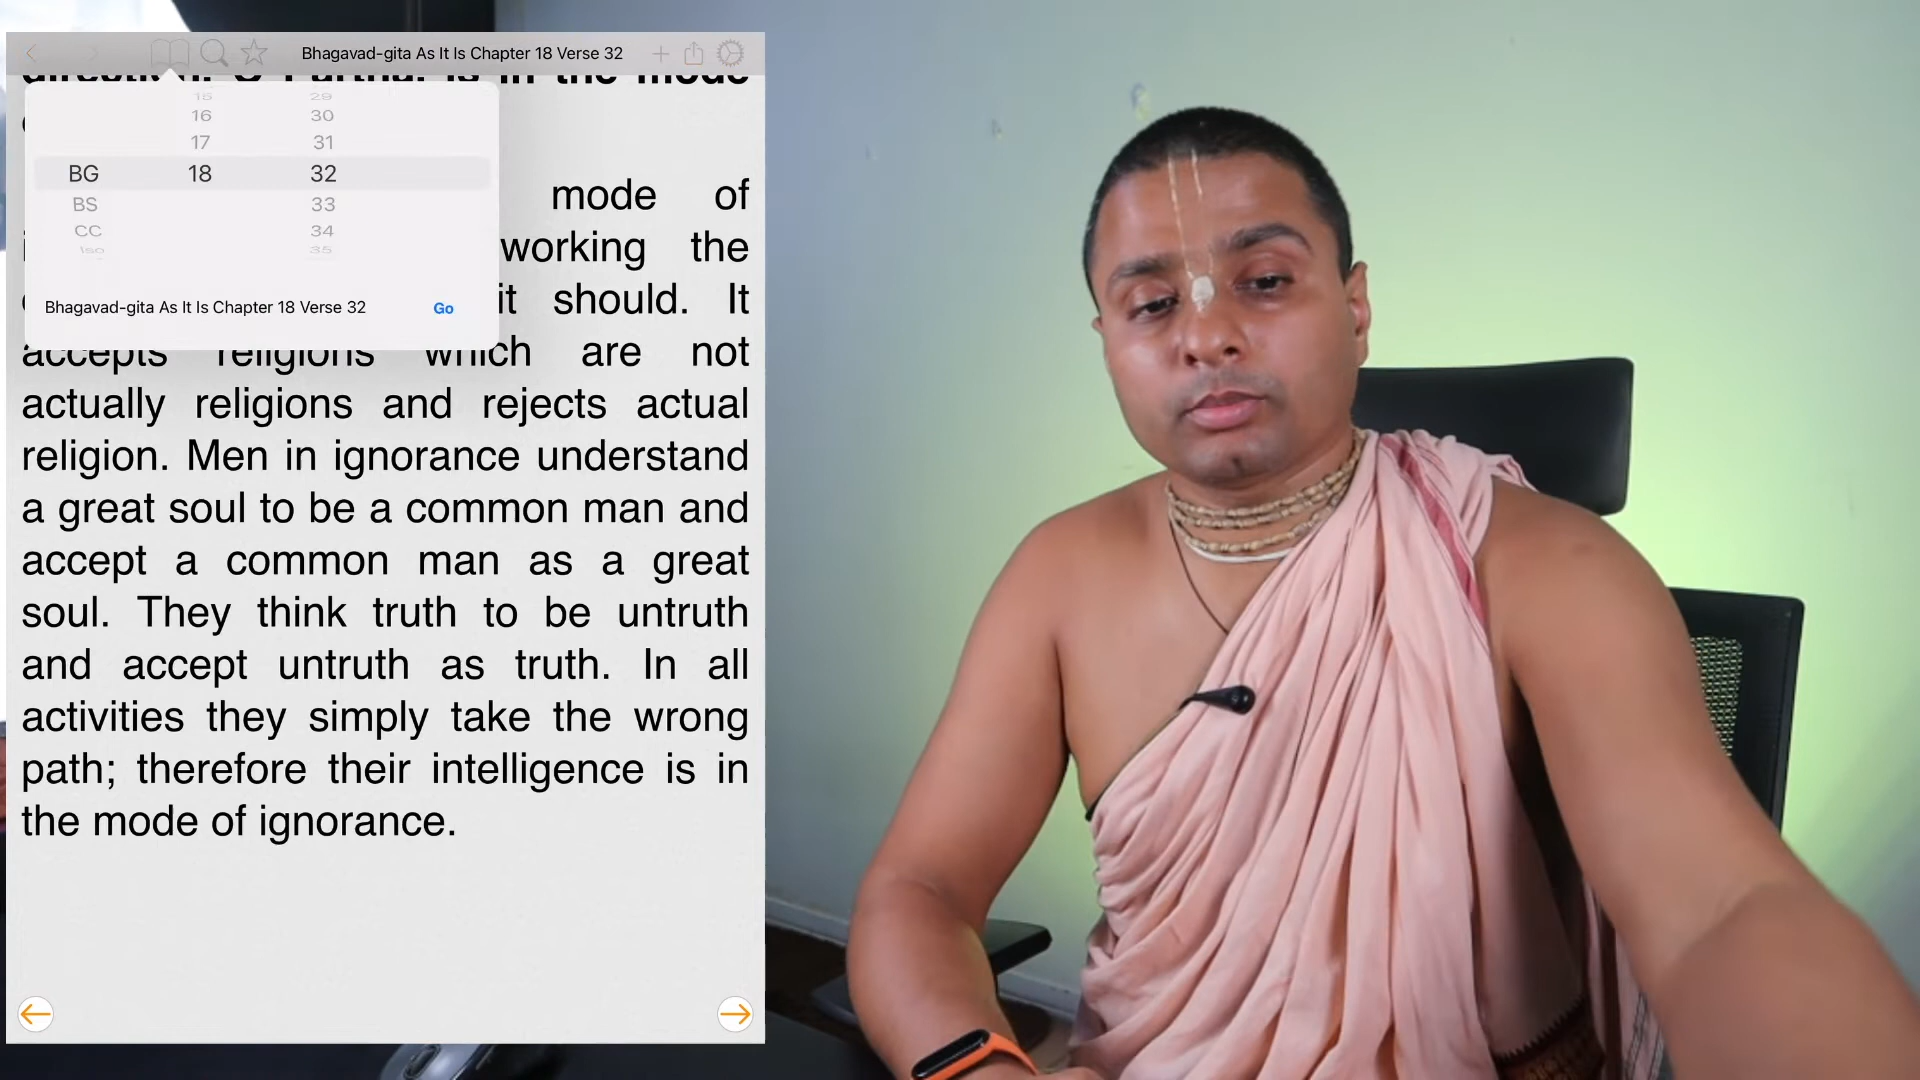 Bhagavad-gita As It Is Chapter 18 Verse 32
16 30
17 31
BG 18 32
BS 33
CC 34
35
Bhagavad-gita As It Is Chapter 18 Verse 32 Go
mode of
working the
it should. It
accepts religions which are not
actually religions and rejects actual
religion. Men in ignorance understand
a great soul to be a common man and
accept a common man as a great
soul. They think truth to be untruth
and accept untruth as truth. In all
activities they simply take the wrong
path; therefore their intelligence is in
the mode of ignorance.